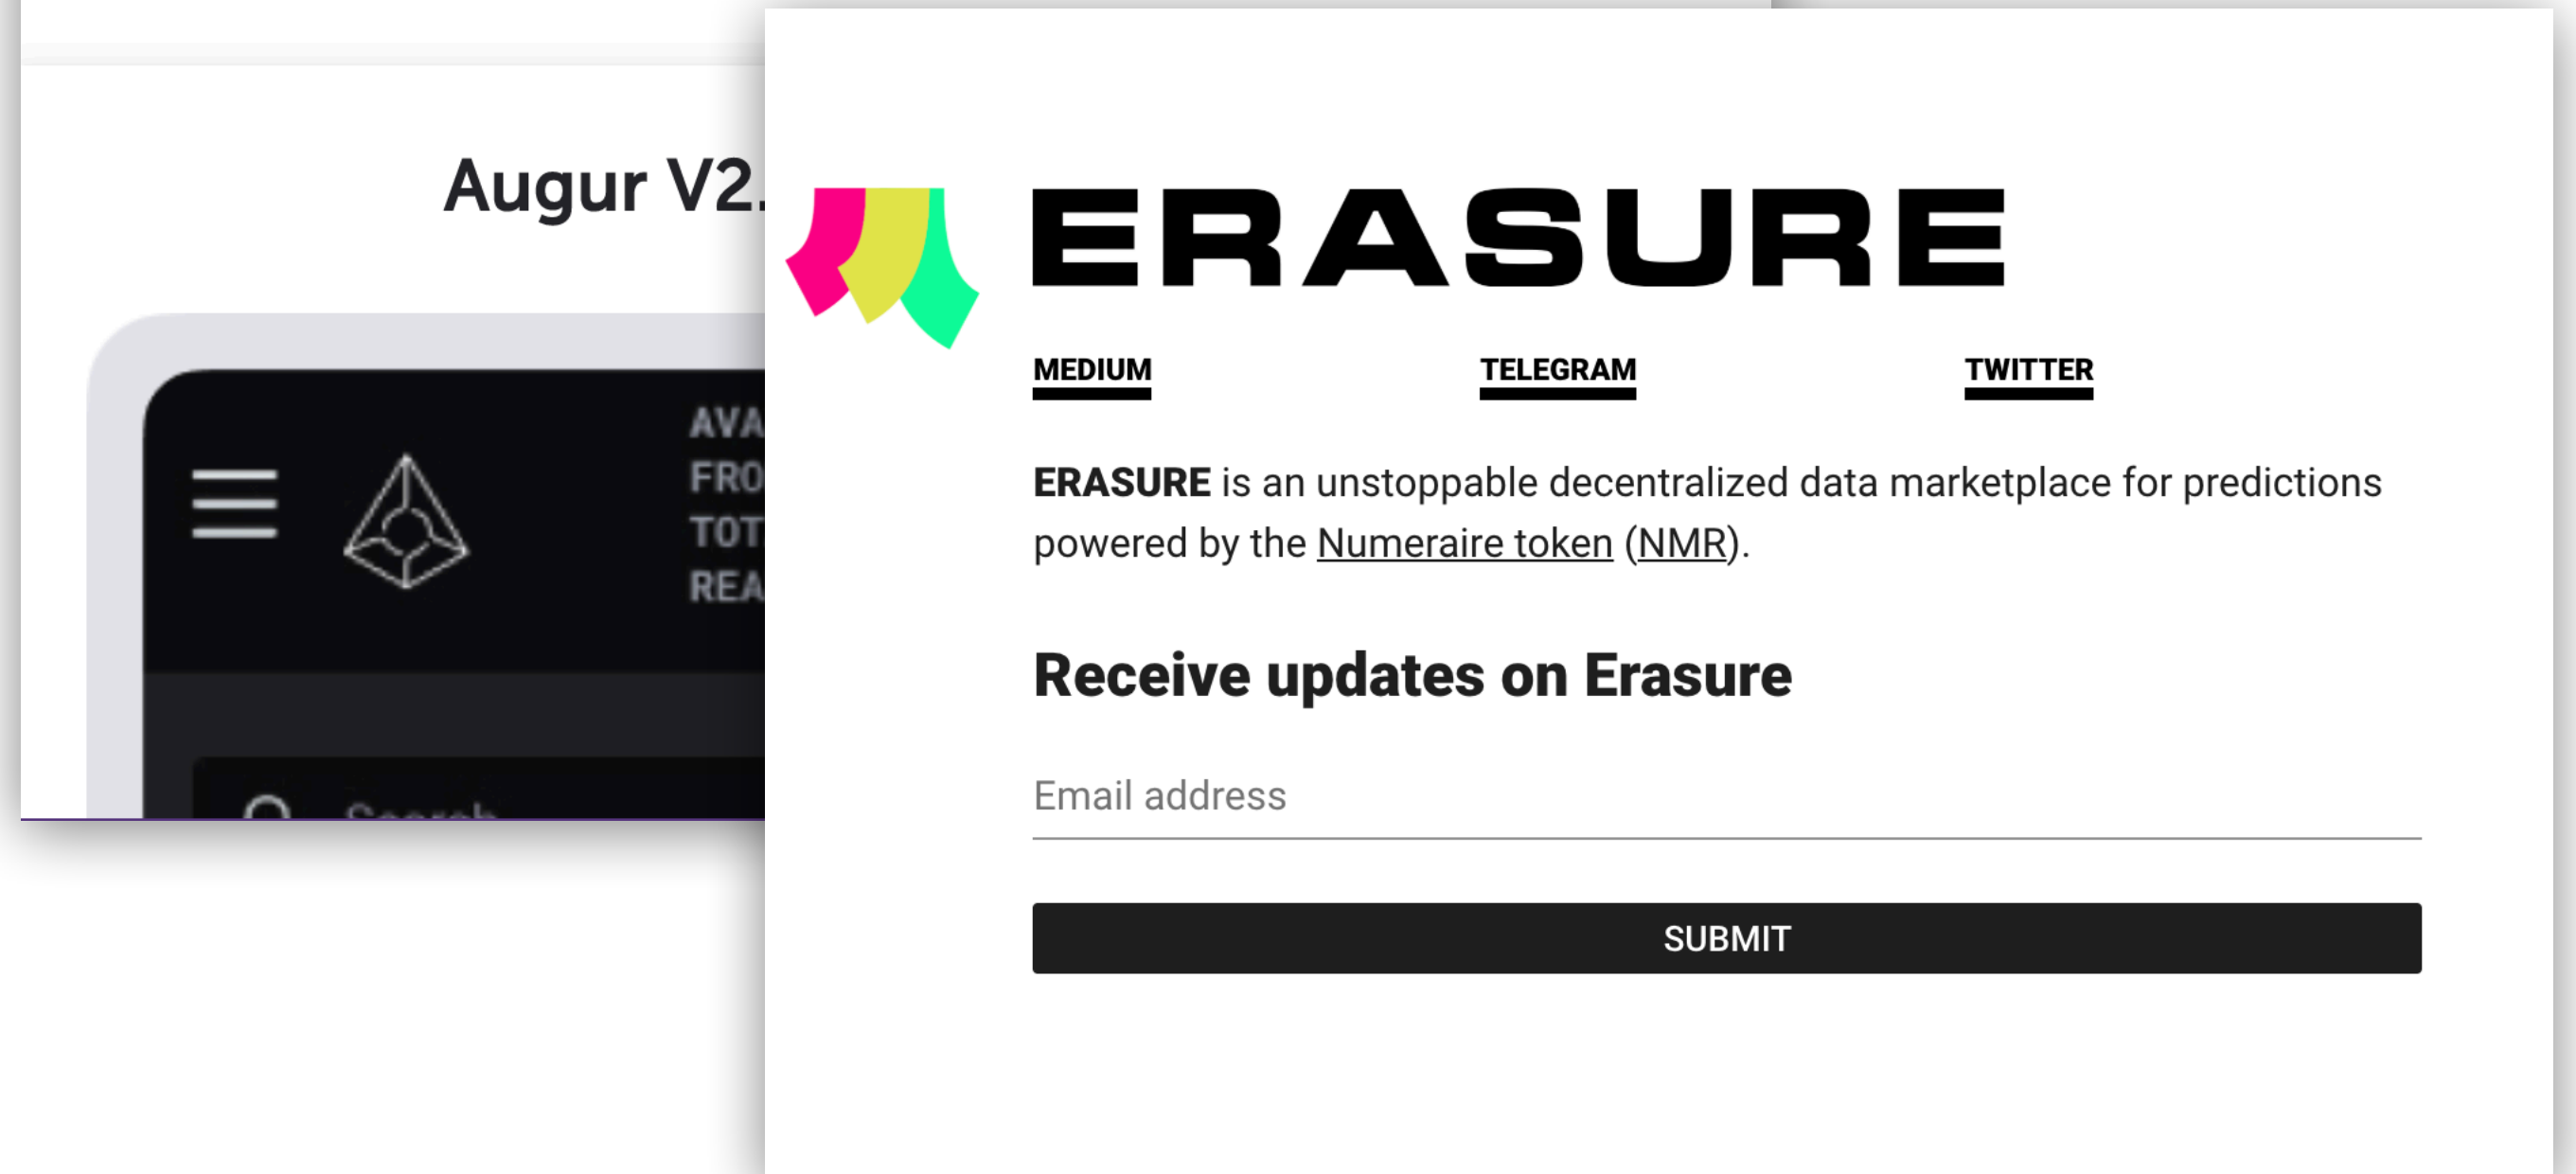 Augur V2.
AVA
FRO
TOT
REA
Search
ERASURE
MEDIUM
TELEGRAM
TWITTER
ERASURE is an unstoppable decentralized data marketplace for predictions
powered by the Numeraire token (NMR).
Receive updates on Erasure
Email address
SUBMIT